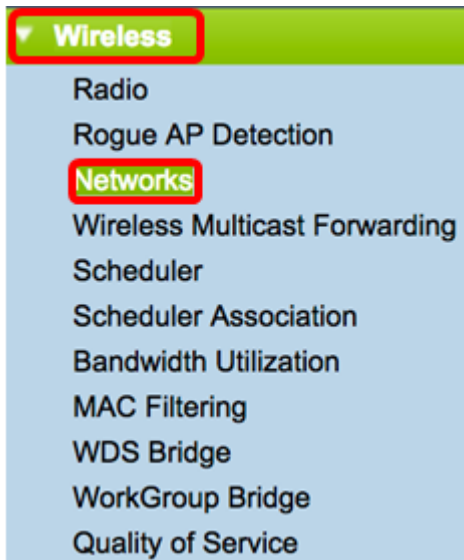 Wireless
Radio
Rogue AP Detection
Networks
Wireless Multicast Forwarding
Scheduler
Scheduler Association
Bandwidth Utilization
MAC Filtering
WDS Bridge
WorkGroup Bridge
Quality of Service